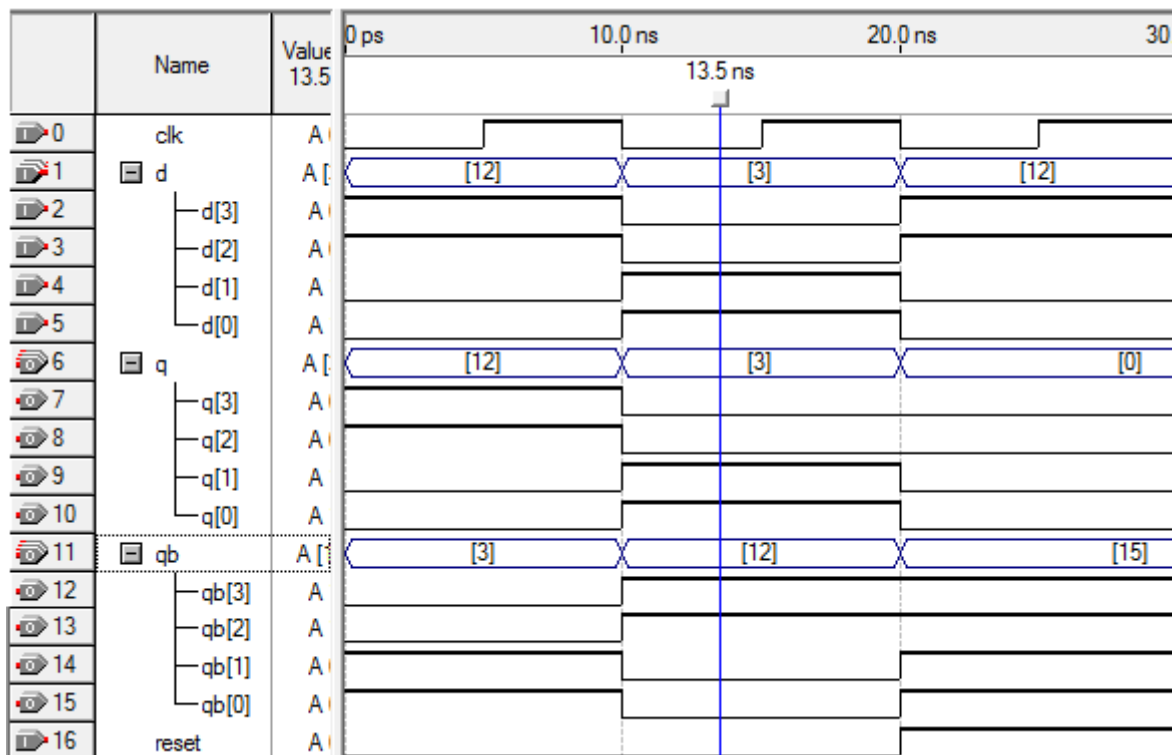 Name Value 13.5 0 ps 10.0 ns 20.0 ns 30
13.5 ns
0 clk A
1 d A [ [12] [3] [12]
2 d[3] A
3 d[2] A
4 d[1] A
5 d[0] A
6 q A [ [12] [3] [0]
7 q[3] A
8 q[2] A
9 q[1] A
10 q[0] A
11 qb A [1 [3] [12] [15]
12 qb[3] A
13 qb[2] A
14 qb[1] A
15 qb[0] A
16 reset A